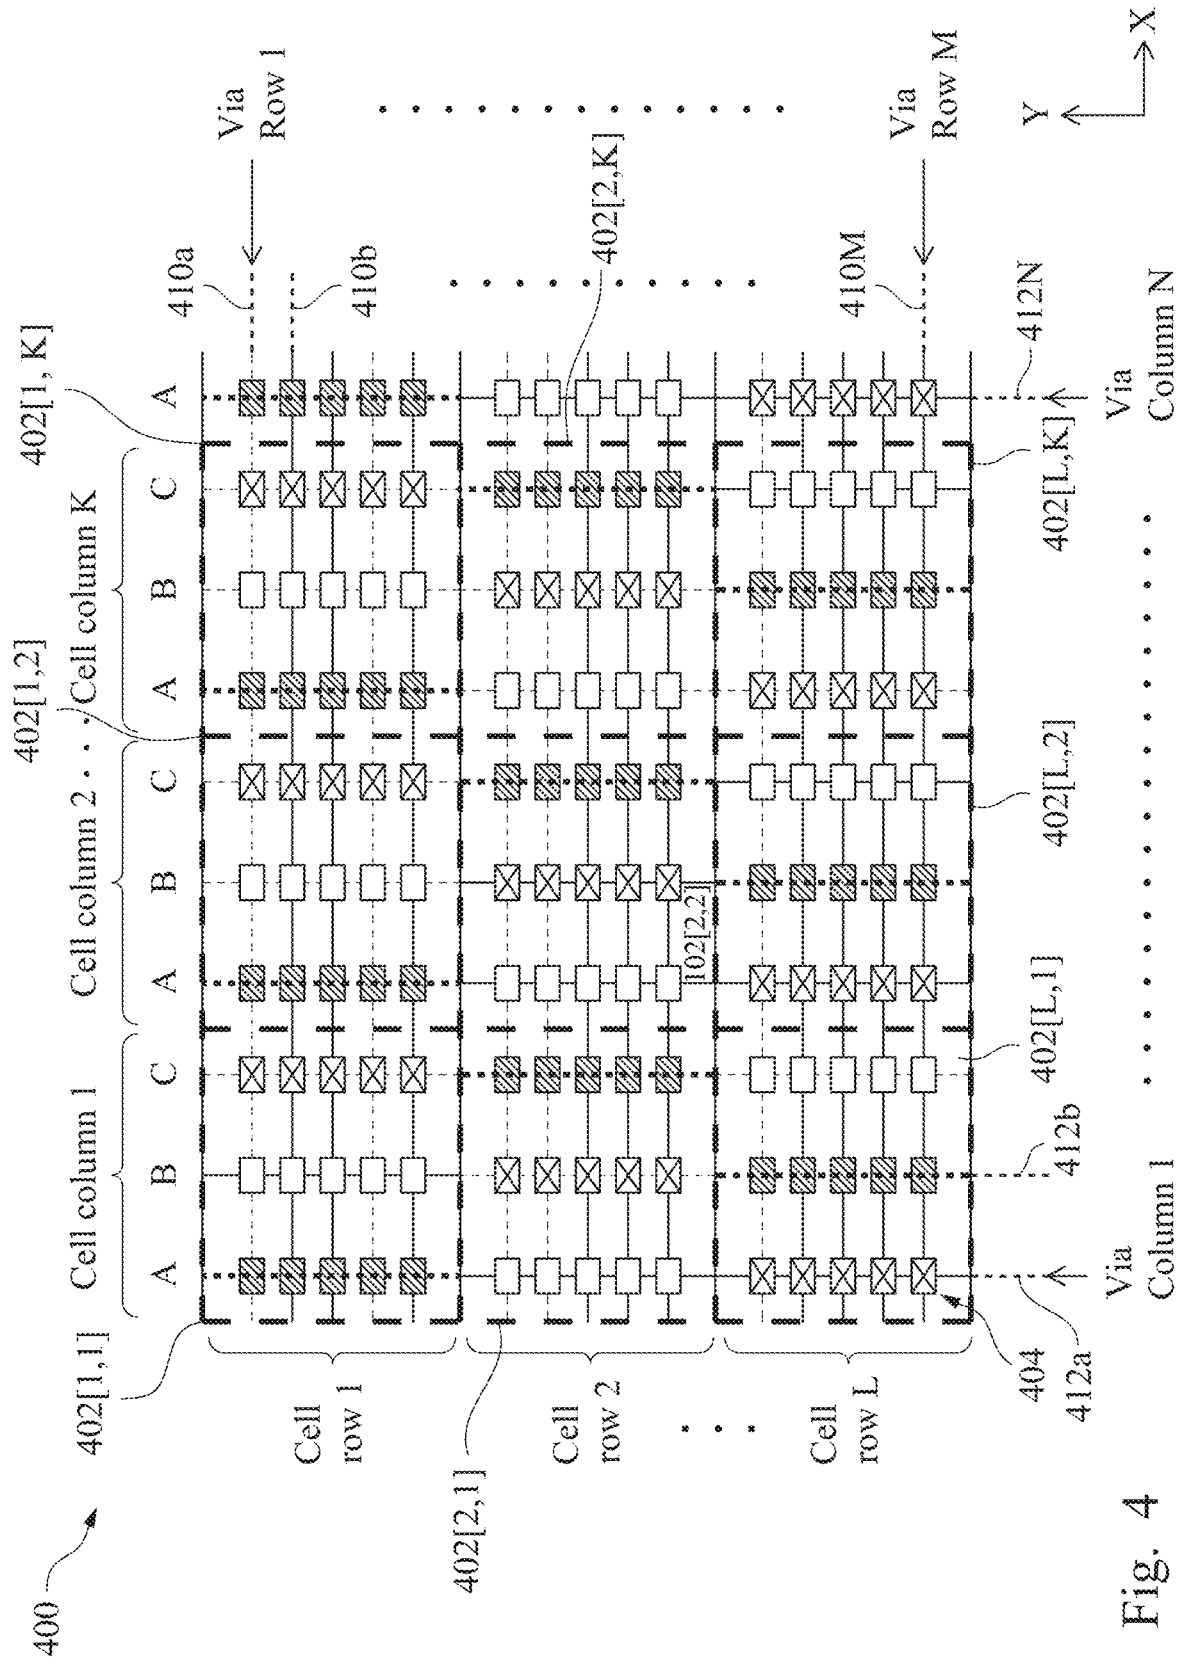 400
402[1,1]
402[1,2]
402[1, K]
Cell column 1
Cell column 2
Cell column K
A
B
C
A
B
C
A
B
C
A
410a
Via
Row 1
410b
Cell
row 1
402[2,1]
Cell
row 2
102[2,2]
402[2,K]
Cell
row L
410M
Via
Row M
404
412a
412b
402[L,1]
402[L,2]
402[L,K]
412N
Via
Column 1
Via
Column N
Y
X
Fig. 4